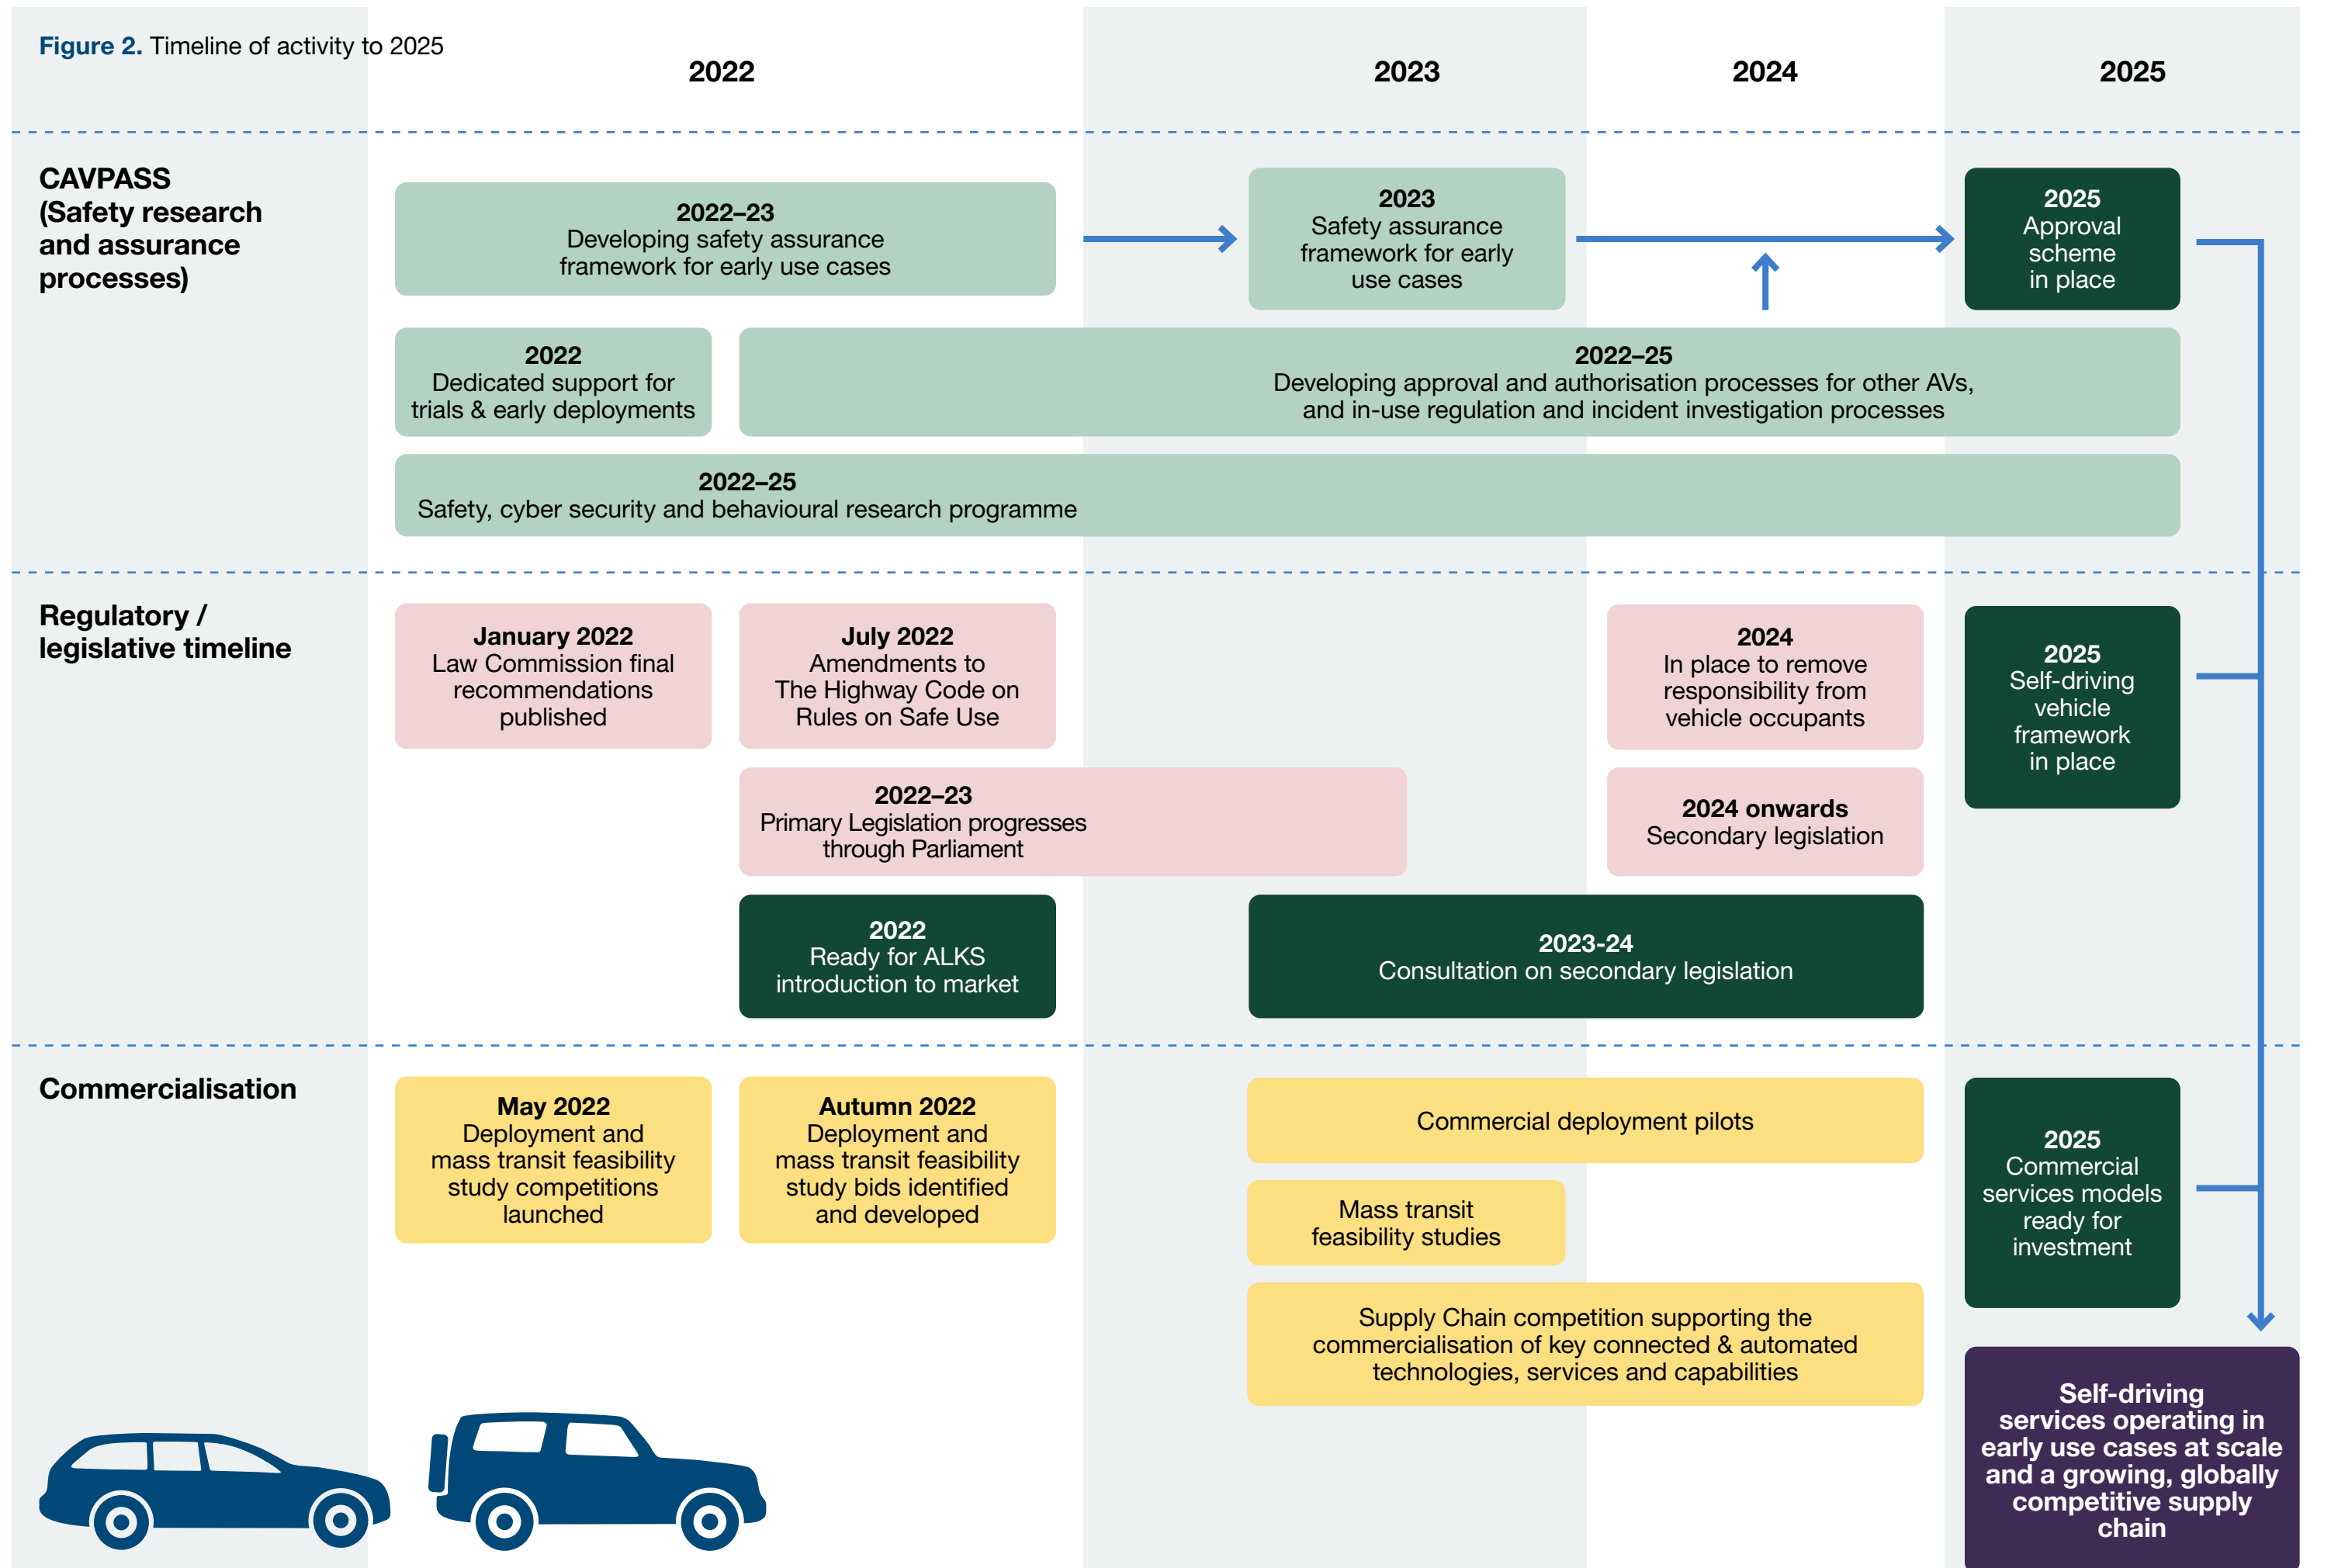 Figure 2. Timeline of activity to 2025
2022
2023
2024
2025
CAVPASS
(Safety research
and assurance
processes)
2022–23
Developing safety assurance
framework for early use cases
2023
Safety assurance
framework for early
use cases
2025
Approval
scheme
in place
2022
Dedicated support for
trials & early deployments
2022–25
Developing approval and authorisation processes for other AVs,
and in-use regulation and incident investigation processes
2022–25
Safety, cyber security and behavioural research programme
Regulatory /
legislative timeline
January 2022
Law Commission final
recommendations
published
July 2022
Amendments to
The Highway Code on
Rules on Safe Use
2024
In place to remove
responsibility from
vehicle occupants
2025
Self-driving
vehicle
framework
in place
2022–23
Primary Legislation progresses
through Parliament
2024 onwards
Secondary legislation
2022
Ready for ALKS
introduction to market
2023-24
Consultation on secondary legislation
Commercialisation
May 2022
Deployment and
mass transit feasibility
study competitions
launched
Autumn 2022
Deployment and
mass transit feasibility
study bids identified
and developed
Commercial deployment pilots
Mass transit
feasibility studies
Supply Chain competition supporting the
commercialisation of key connected & automated
technologies, services and capabilities
2025
Commercial
services models
ready for
investment
Self-driving
services operating in
early use cases at scale
and a growing, globally
competitive supply
chain